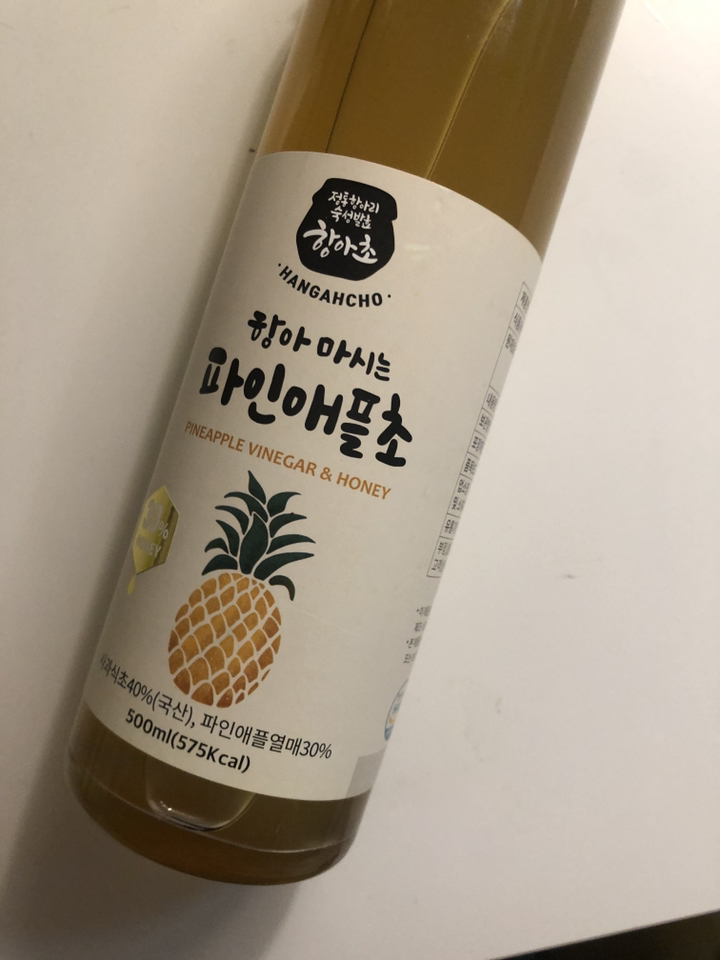 정통항아리
숙성발효
항아초
·HANGAHCHO·
항아 마시는
파인애플초
PINEAPPLE VINEGAR & HONEY
HONEY
사과식초40%(국산), 파인애플열매30%
500ml(575Kcal)